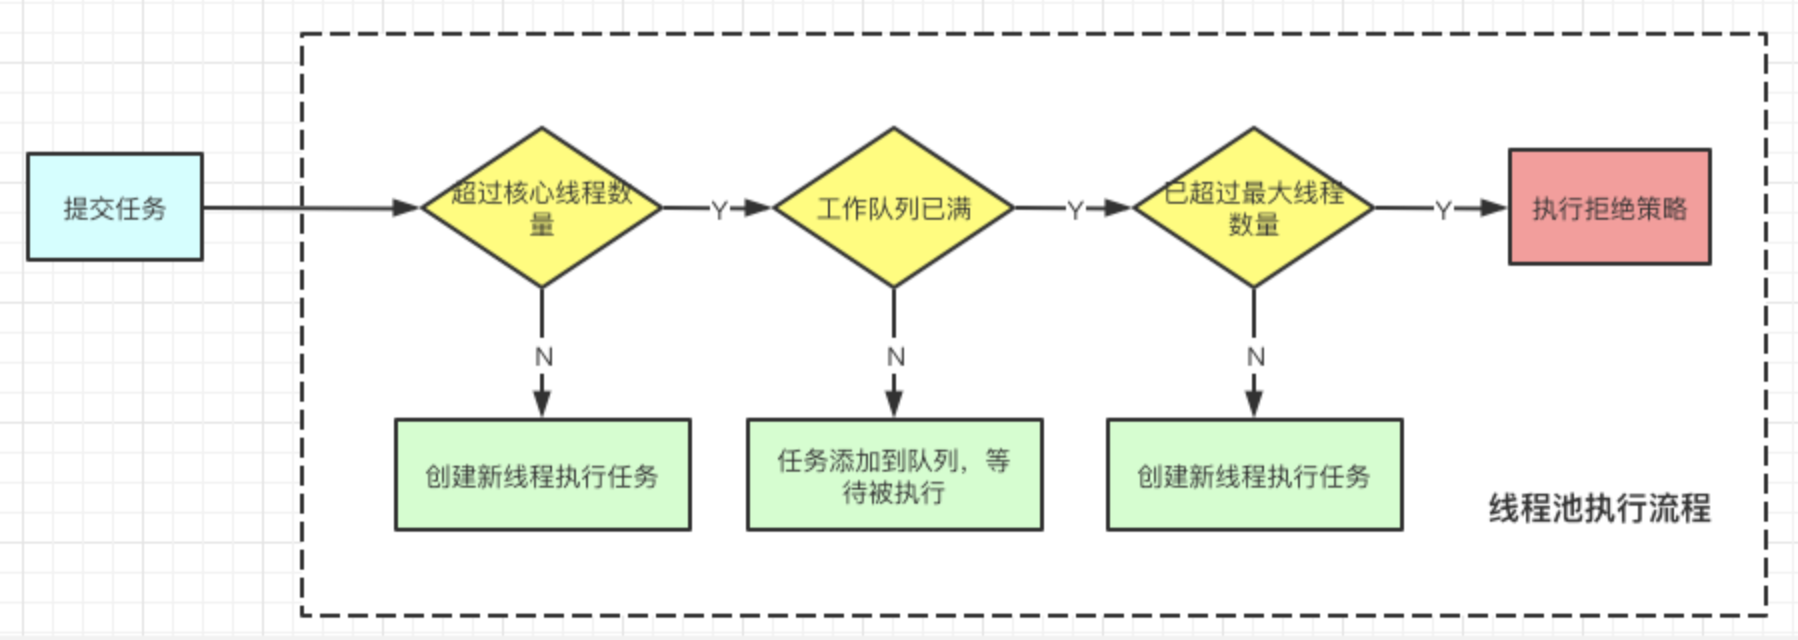 提交任务
超过核心线程数
量
Y
工作队列已满
Y
已超过最大线程
数量
Y
执行拒绝策略
N
N
N
创建新线程执行任务
任务添加到队列，等
待被执行
创建新线程执行任务
线程池执行流程